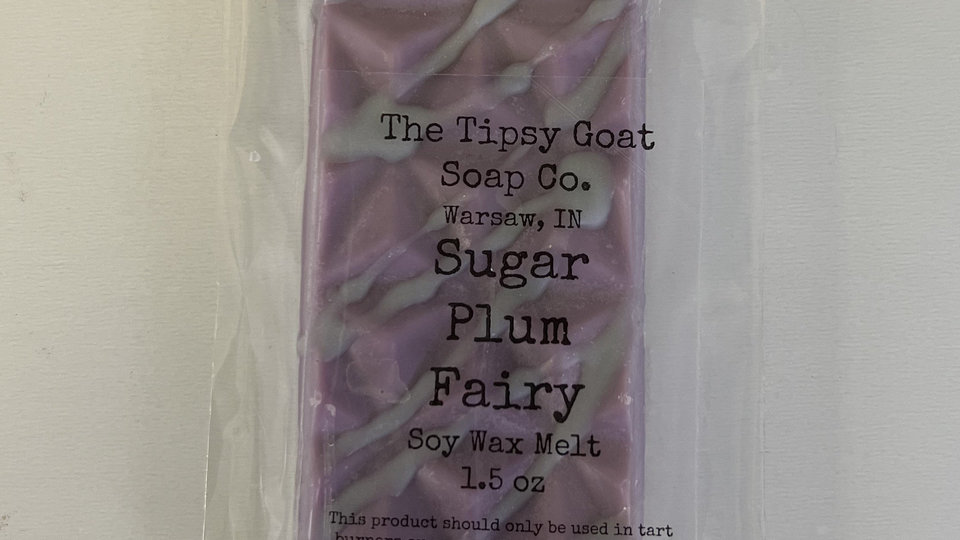 The Tipsy Goat
Soap Co.
Warsaw, IN
Sugar
Plum
Fairy
Soy Wax Melt
1.5 oz
This product should only be used in tart